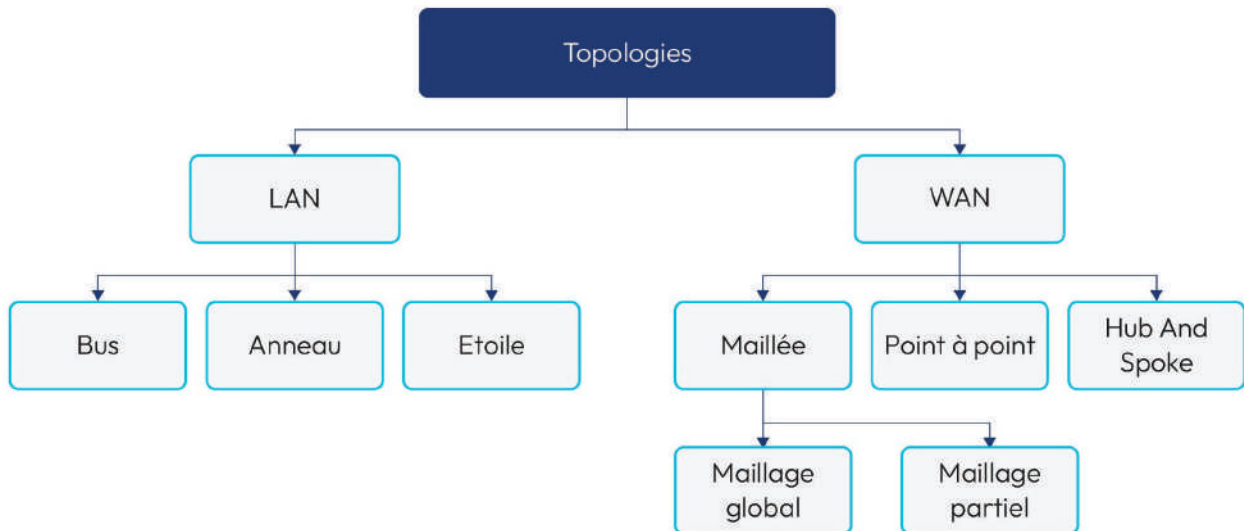 Topologies
LAN
WAN
Bus
Anneau
Etoile
Maillée
Point à point
Hub And
Spoke
Maillage
global
Maillage
partiel